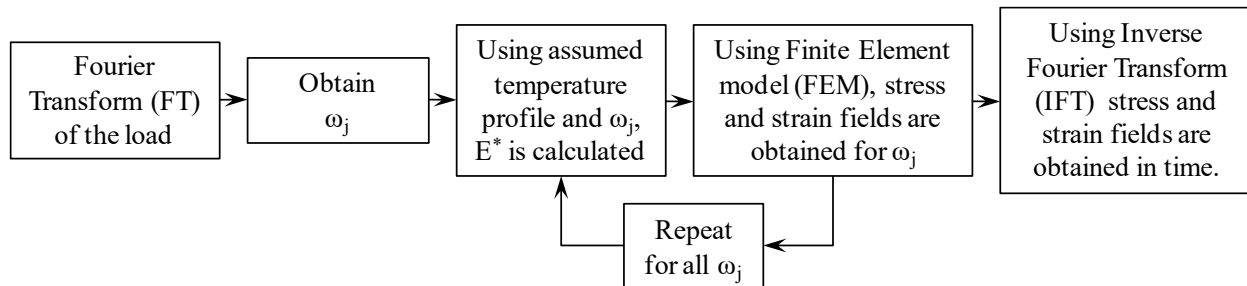 Fourier
Transform (FT)
of the load
Obtain
ωj
Using assumed
temperature
profile and ωj,
E* is calculated
Using Finite Element
model (FEM), stress
and strain fields are
obtained for ωj
Using Inverse
Fourier Transform
(IFT) stress and
strain fields are
obtained in time.
Repeat
for all ωj